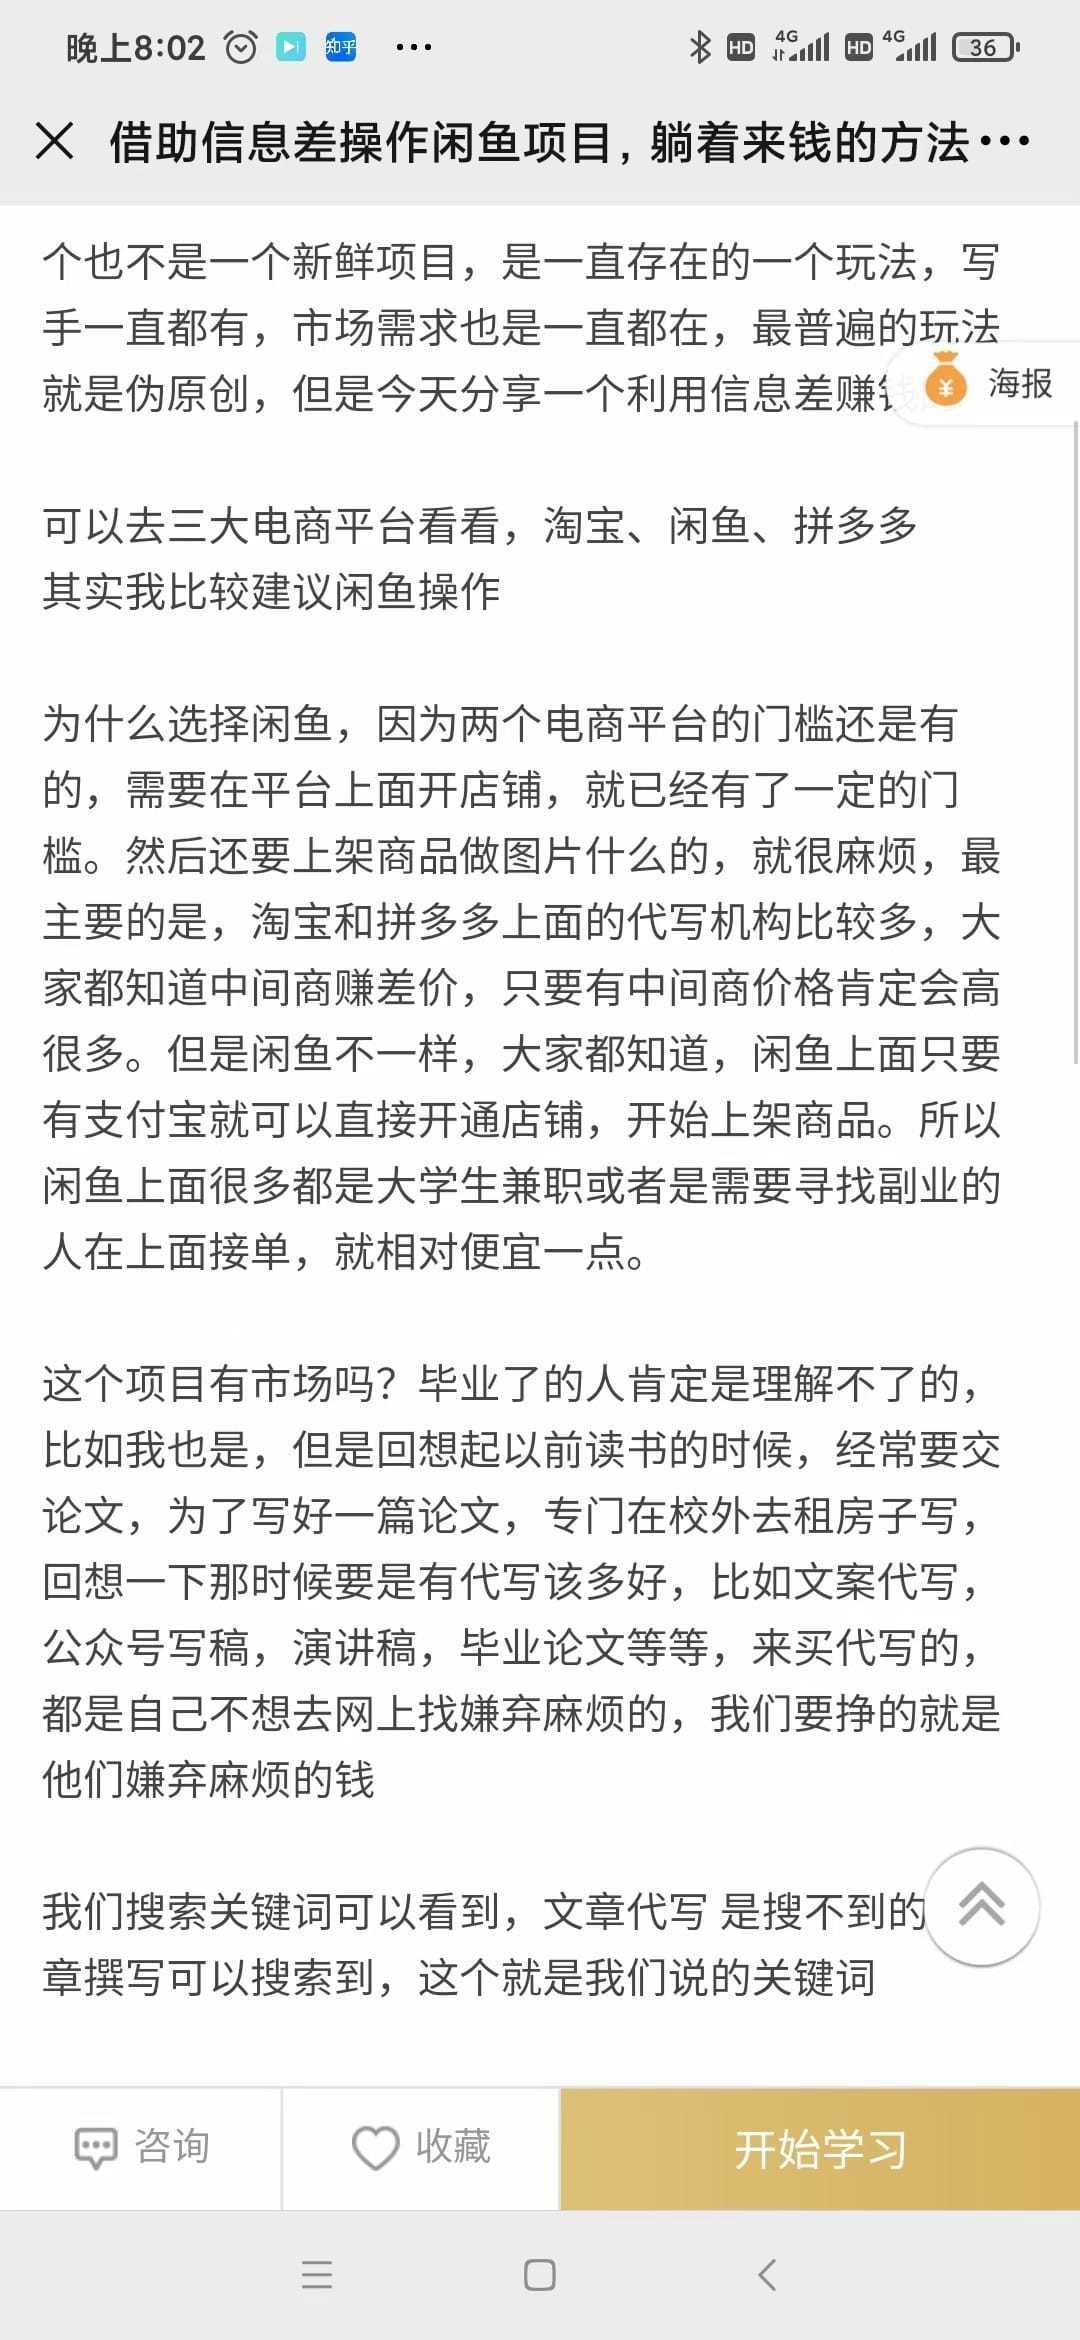 晚上8:02 知乎 ... HD 4G HD 4G 36
借助信息差操作闲鱼项目，躺着来钱的方法...
个也不是一个新鲜项目，是一直存在的一个玩法，写
手一直都有，市场需求也是一直都在，最普遍的玩法
就是伪原创，但是今天分享一个利用信息差赚钱
¥ 海报
可以去三大电商平台看看，淘宝、闲鱼、拼多多
其实我比较建议闲鱼操作
为什么选择闲鱼，因为两个电商平台的门槛还是有
的，需要在平台上面开店铺，就已经有了一定的门
槛。然后还要上架商品做图片什么的，就很麻烦，最
主要的是，淘宝和拼多多上面的代写机构比较多，大
家都知道中间商赚差价，只要有中间商价格肯定会高
很多。但是闲鱼不一样，大家都知道，闲鱼上面只要
有支付宝就可以直接开通店铺，开始上架商品。所以
闲鱼上面很多都是大学生兼职或者是需要寻找副业的
人在上面接单，就相对便宜一点。
这个项目有市场吗？毕业了的人肯定是理解不了的，
比如我也是，但是回想起以前读书的时候，经常要交
论文，为了写好一篇论文，专门在校外去租房子写，
回想一下那时候要是有代写该多好，比如文案代写，
公众号写稿，演讲稿，毕业论文等等，来买代写的，
都是自己不想去网上找嫌弃麻烦的，我们要挣的就是
他们嫌弃麻烦的钱
我们搜索关键词可以看到，文章代写 是搜不到的
章撰写可以搜索到，这个就是我们说的关键词
咨询 收藏 开始学习